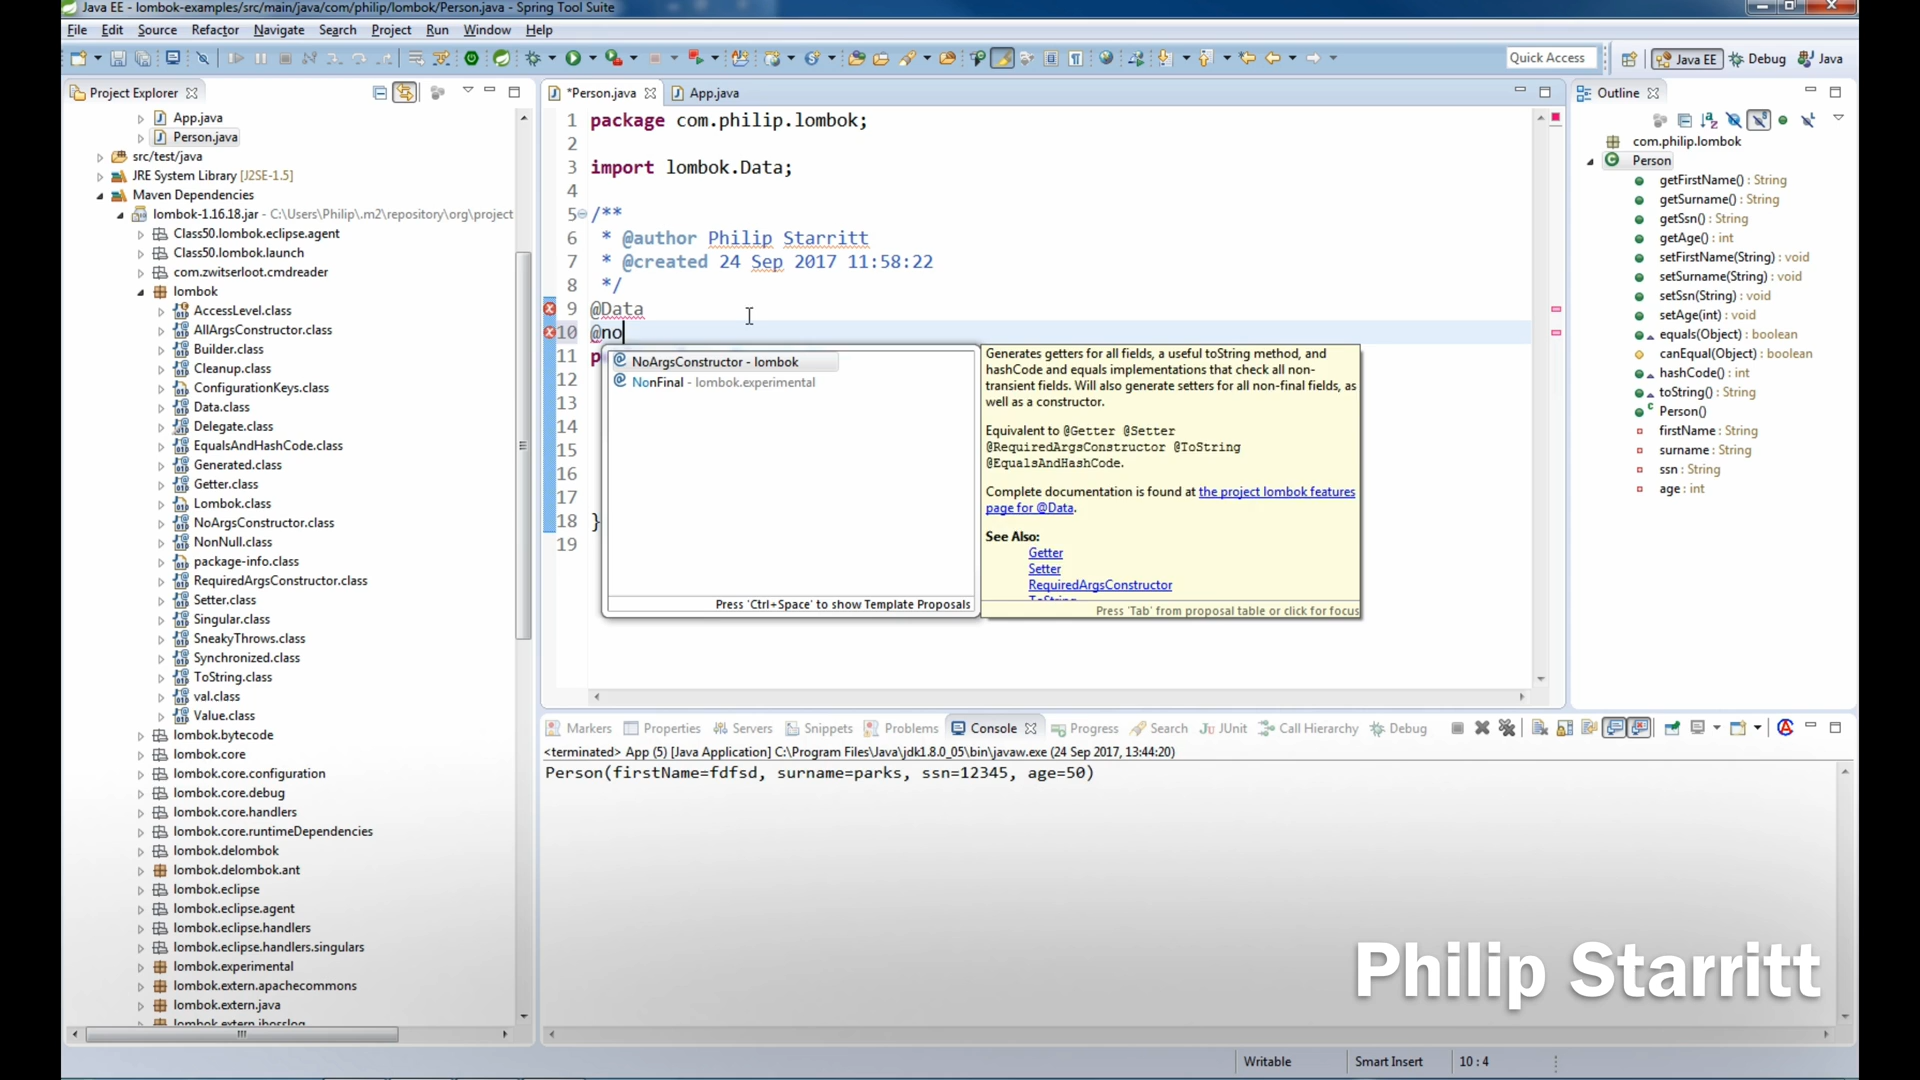 Java EE - lombok-examples/src/main/java/com/philip/lombok/Person.java - Spring Tool Suite
File Edit Source Refactor Navigate Search Project Run Window Help
Quick Access Java EE Debug Java
Project Explorer
App.java
Person.java
src/test/java
JRE System Library [J2SE-1.5]
Maven Dependencies
lombok-1.16.18.jar - C:\Users\Philip\.m2\repository\org\project
Class50.lombok.eclipse.agent
Class50.lombok.launch
com.zwitserloot.cmdreader
lombok
AccessLevel.class
AllArgsConstructor.class
Builder.class
Cleanup.class
ConfigurationKeys.class
Data.class
Delegate.class
EqualsAndHashCode.class
Generated.class
Getter.class
Lombok.class
NoArgsConstructor.class
NonNull.class
package-info.class
RequiredArgsConstructor.class
Setter.class
Singular.class
SneakyThrows.class
Synchronized.class
ToString.class
val.class
Value.class
lombok.bytecode
lombok.core
lombok.core.configuration
lombok.core.debug
lombok.core.handlers
lombok.core.runtimeDependencies
lombok.delombok
lombok.delombok.ant
lombok.eclipse
lombok.eclipse.agent
lombok.eclipse.handlers
lombok.eclipse.handlers.singulars
lombok.experimental
lombok.extern.apachecommons
lombok.extern.java
lombok.extern.jbosslog
*Person.java App.java
1 package com.philip.lombok;
2
3 import lombok.Data;
4
5 /**
6 * @author Philip Starritt
7 * @created 24 Sep 2017 11:58:22
8 */
9 @Data
10 @no
11 p
12
13
14
15
16
17
18 }
19
NoArgsConstructor - lombok
NonFinal - lombok.experimental
Press 'Ctrl+Space' to show Template Proposals
Generates getters for all fields, a useful toString method, and
hashCode and equals implementations that check all non-
transient fields. Will also generate setters for all non-final fields, as
well as a constructor.
Equivalent to @Getter @Setter
@RequiredArgsConstructor @ToString
@EqualsAndHashCode.
Complete documentation is found at the project lombok features
page for @Data.
See Also:
Getter
Setter
RequiredArgsConstructor
ToString
Press 'Tab' from proposal table or click for focus
Outline
com.philip.lombok
Person
getFirstName() : String
getSurname() : String
getSsn() : String
getAge() : int
setFirstName(String) : void
setSurname(String) : void
setSsn(String) : void
setAge(int) : void
equals(Object) : boolean
canEqual(Object) : boolean
hashCode() : int
toString() : String
Person()
firstName : String
surname : String
ssn : String
age : int
Markers Properties Servers Snippets Problems Console Progress Search JUnit Call Hierarchy Debug
<terminated> App (5) [Java Application] C:\Program Files\Java\jdk1.8.0_05\bin\javaw.exe (24 Sep 2017, 13:44:20)
Person(firstName=fdfsd, surname=parks, ssn=12345, age=50)
Philip Starritt
Writable Smart Insert 10 : 4